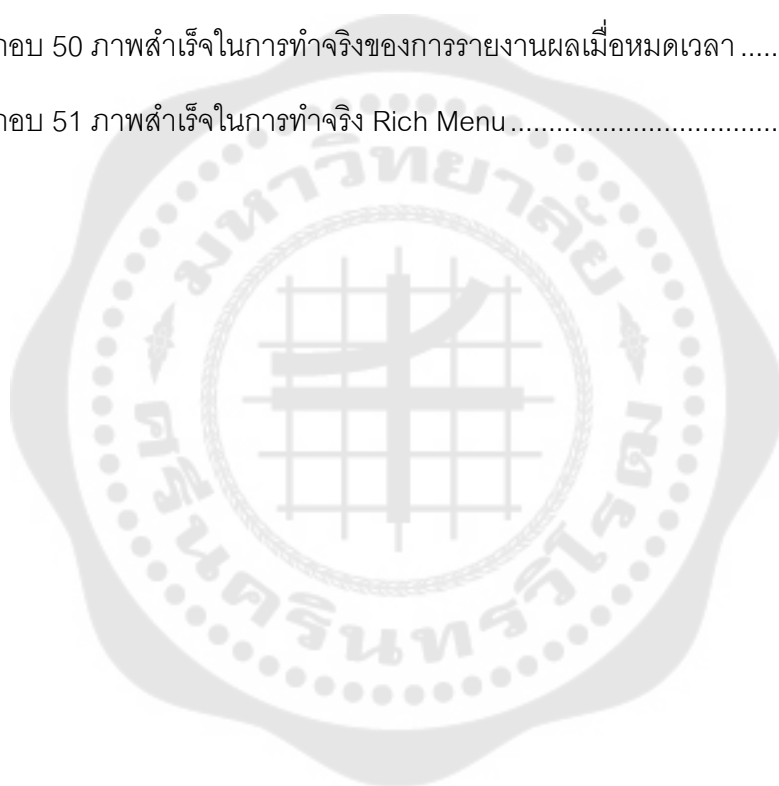 าอบ 50 ภาพสำเร็จในการทำจริงของการรายงานผลเมื่อหมดเวลา .....
าอบ 51 ภาพสำเร็จในการทำจริง Rich Menu .................................
มหาวิทยาลัย
ศรีนครินทรวิโรฒ